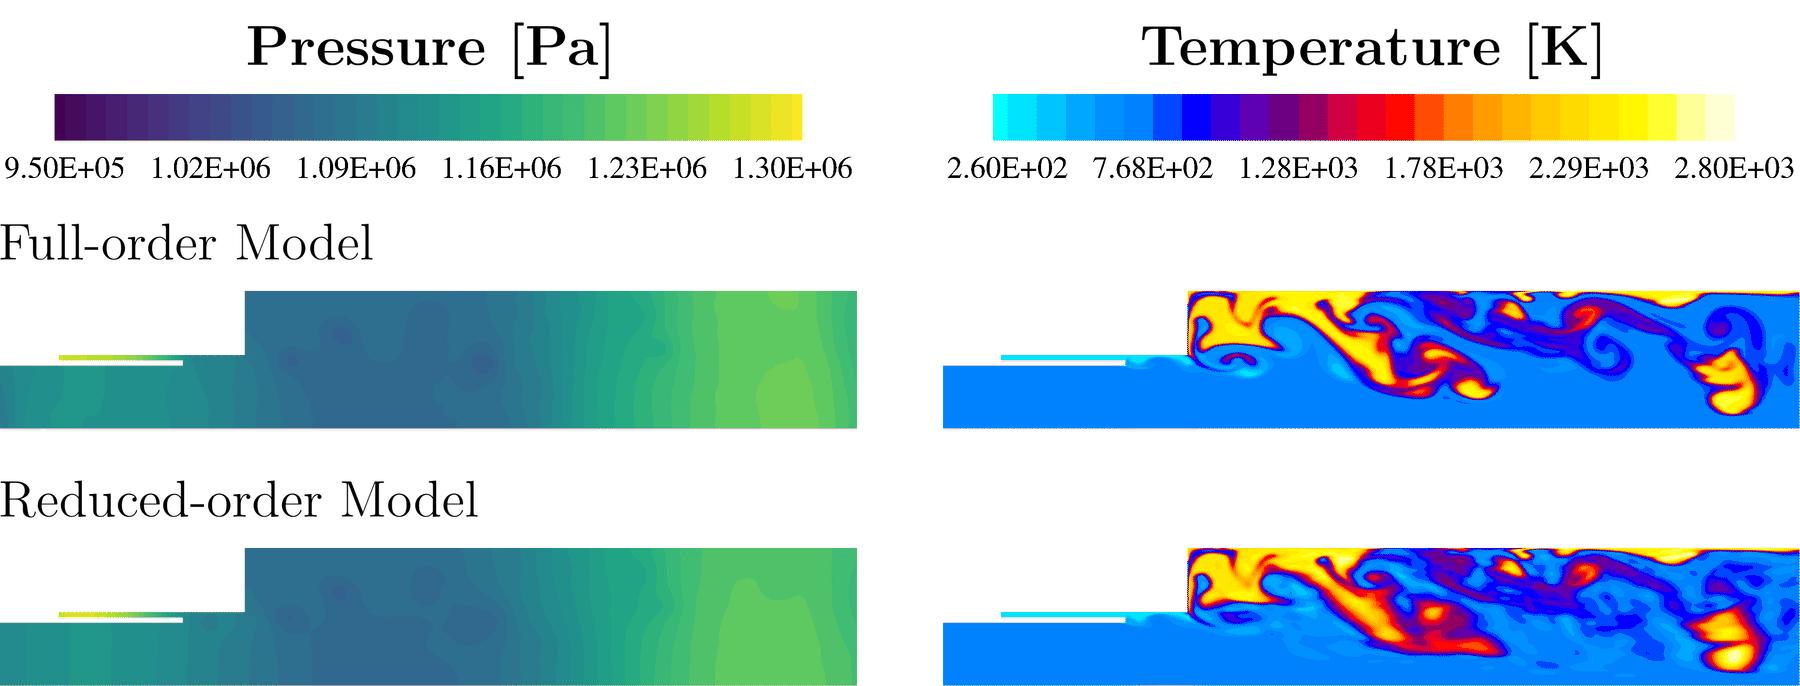 Pressure [Pa]
Temperature [K]
9.50E+05 1.02E+06 1.09E+06 1.16E+06 1.23E+06 1.30E+06
2.60E+02 7.68E+02 1.28E+03 1.78E+03 2.29E+03 2.80E+03
Full-order Model
Reduced-order Model